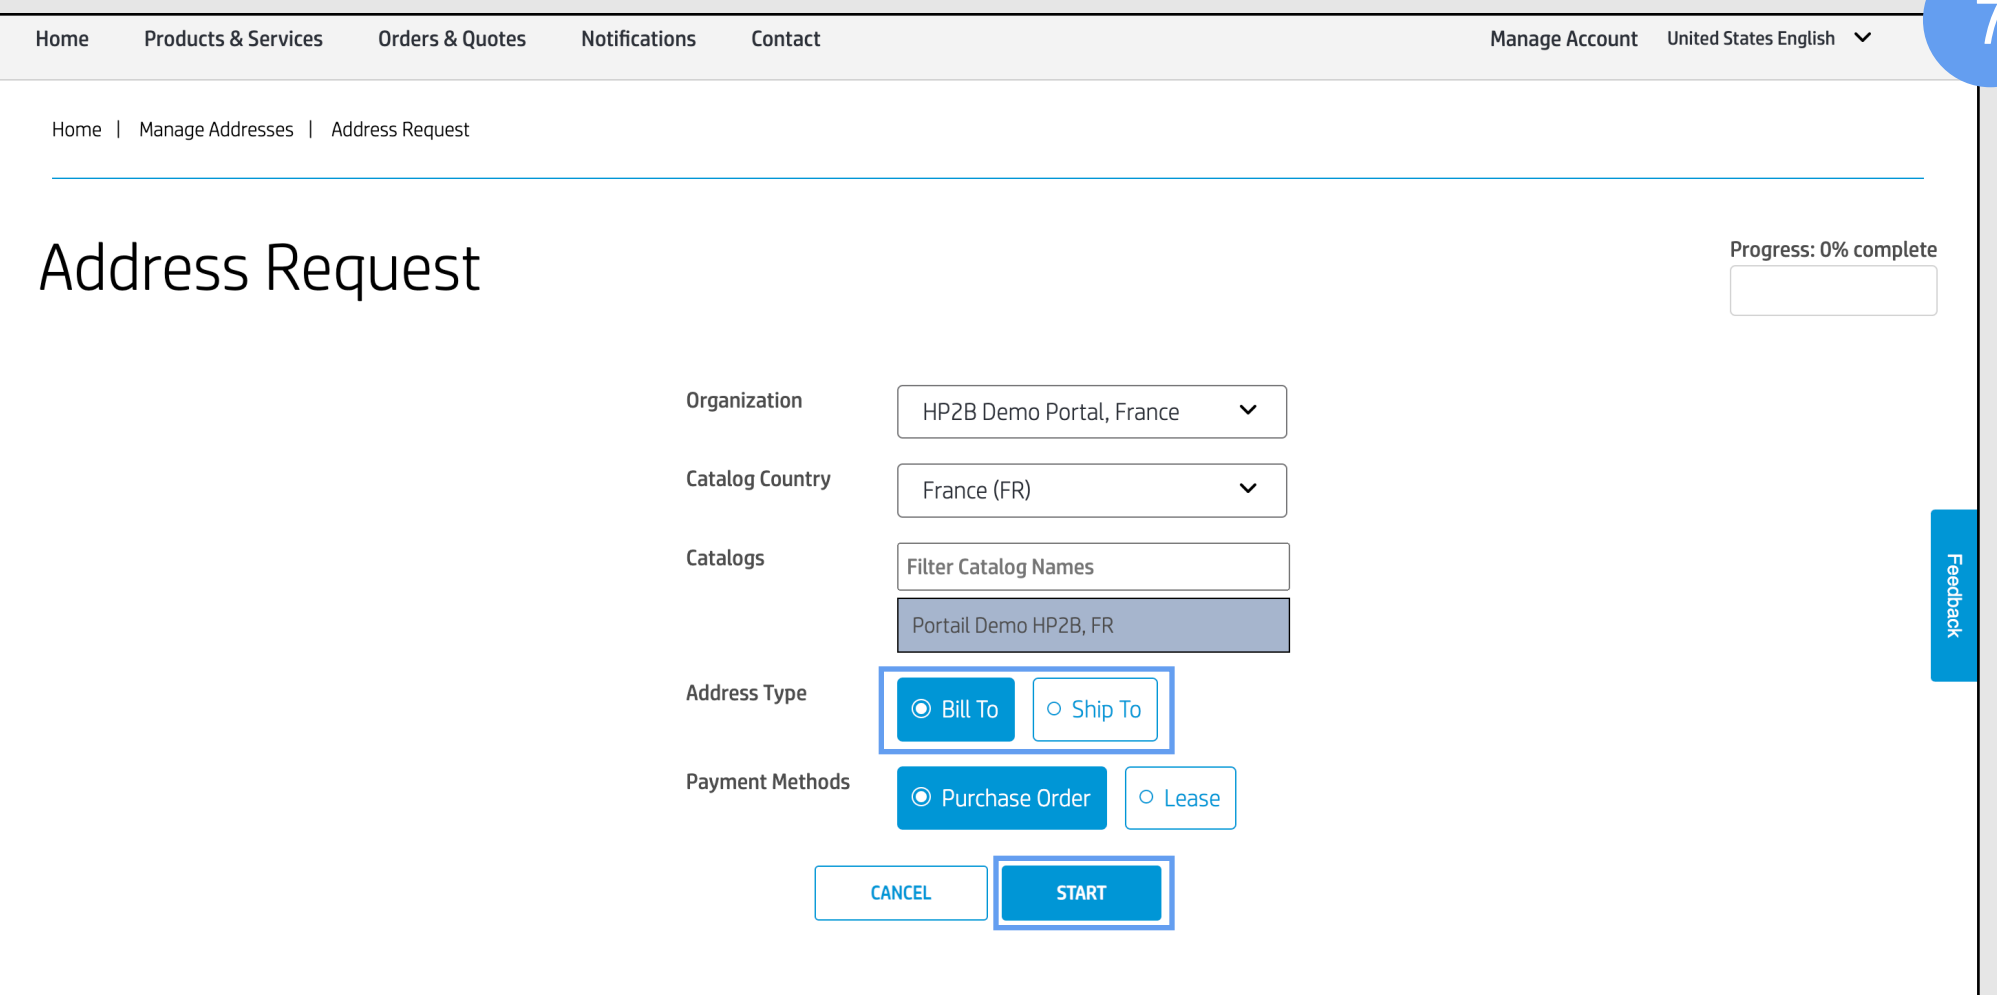 7
Home Products & Services Orders & Quotes Notifications Contact Manage Account United States English
Home | Manage Addresses | Address Request
Address Request
Progress: 0% complete
Organization HP2B Demo Portal, France
Catalog Country France (FR)
Catalogs Filter Catalog Names
Portail Demo HP2B, FR
Feedback
Address Type Bill To Ship To
Payment Methods Purchase Order Lease
CANCEL START